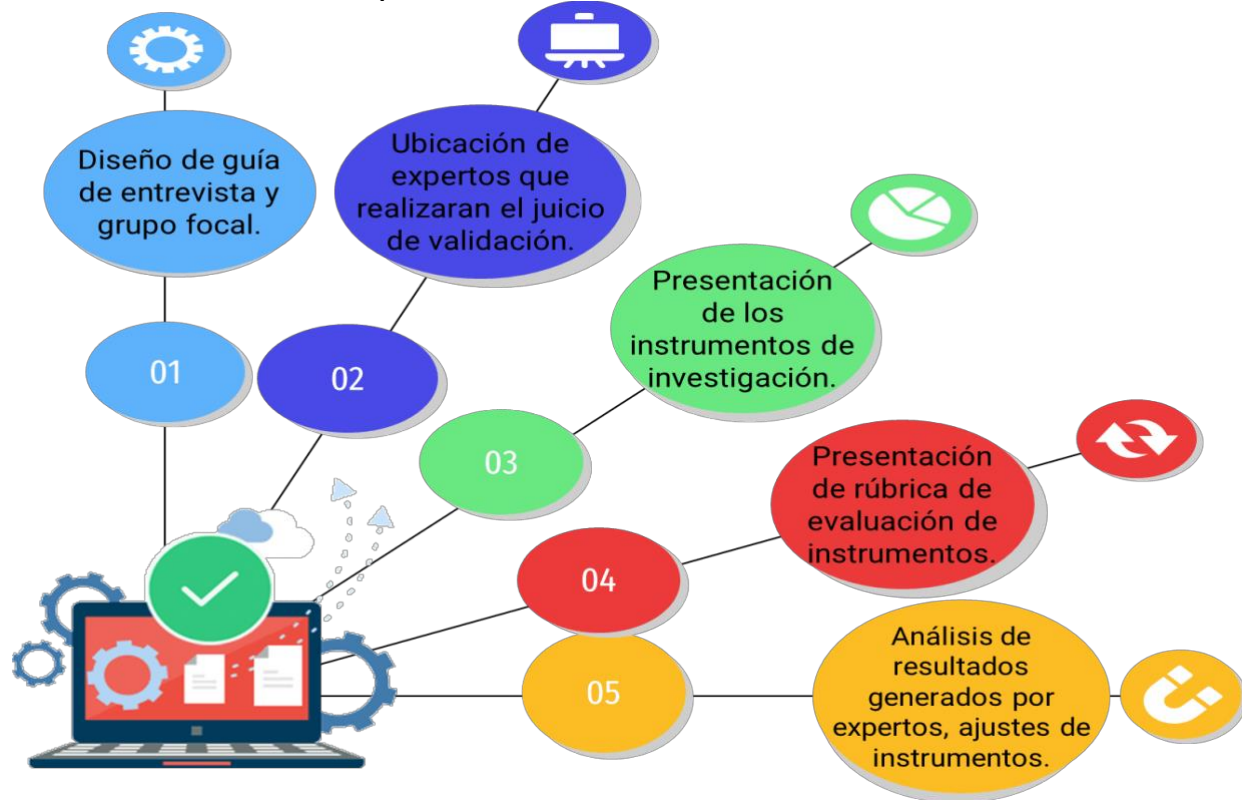 Diseño de guía
de entrevista y
grupo focal.
01
Ubicación de
expertos que
realizaran el juicio
de validación.
02
Presentación
de los
instrumentos de
investigación.
03
Presentación
de rúbrica de
evaluación de
instrumentos.
04
Análisis de
resultados
generados por
expertos, ajustes de
instrumentos.
05